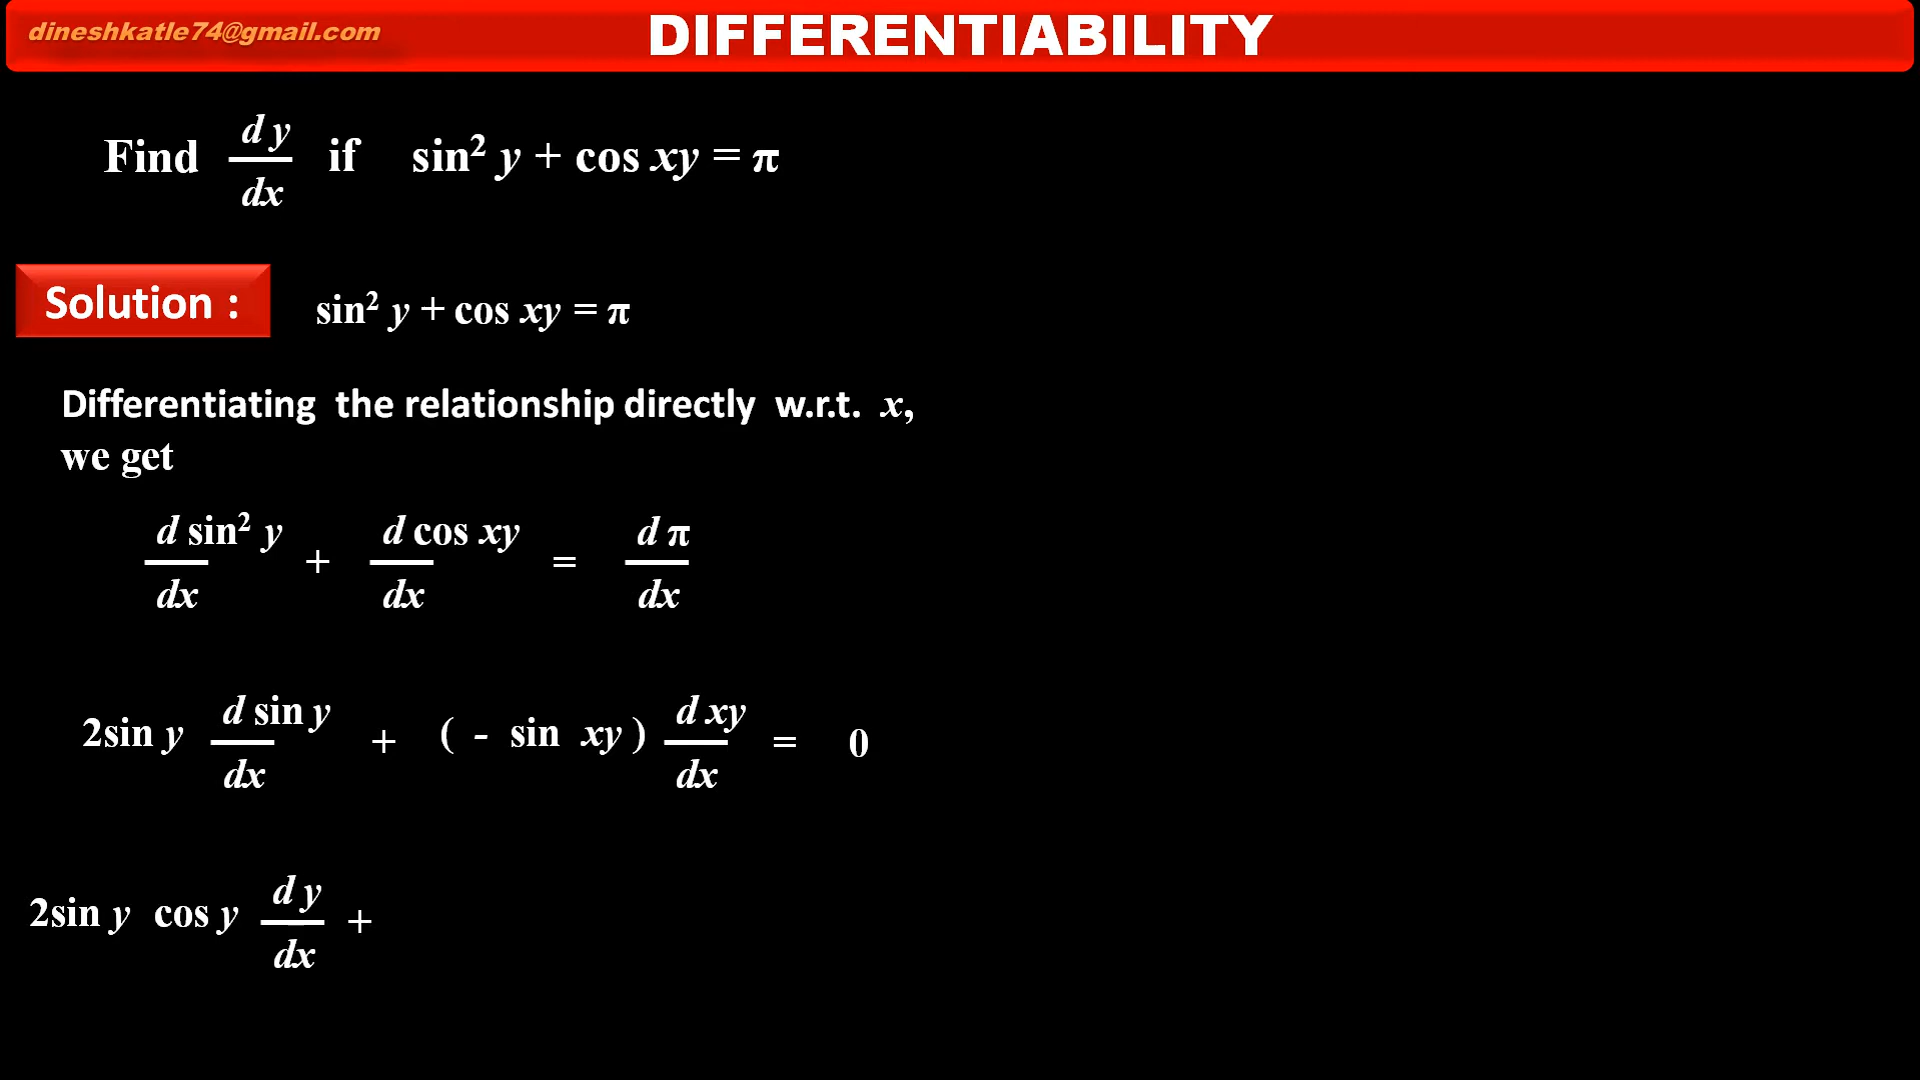 dineshkatle74@gmail.com
DIFFERENTIABILITY
Find dy/dx if sin² y + cos xy = π
Solution :
sin² y + cos xy = π
Differentiating the relationship directly w.r.t. x,
we get
d sin² y/dx + d cos xy/dx = d π/dx
2sin y d sin y/dx + ( - sin xy ) d xy/dx = 0
2sin y cos y dy/dx +